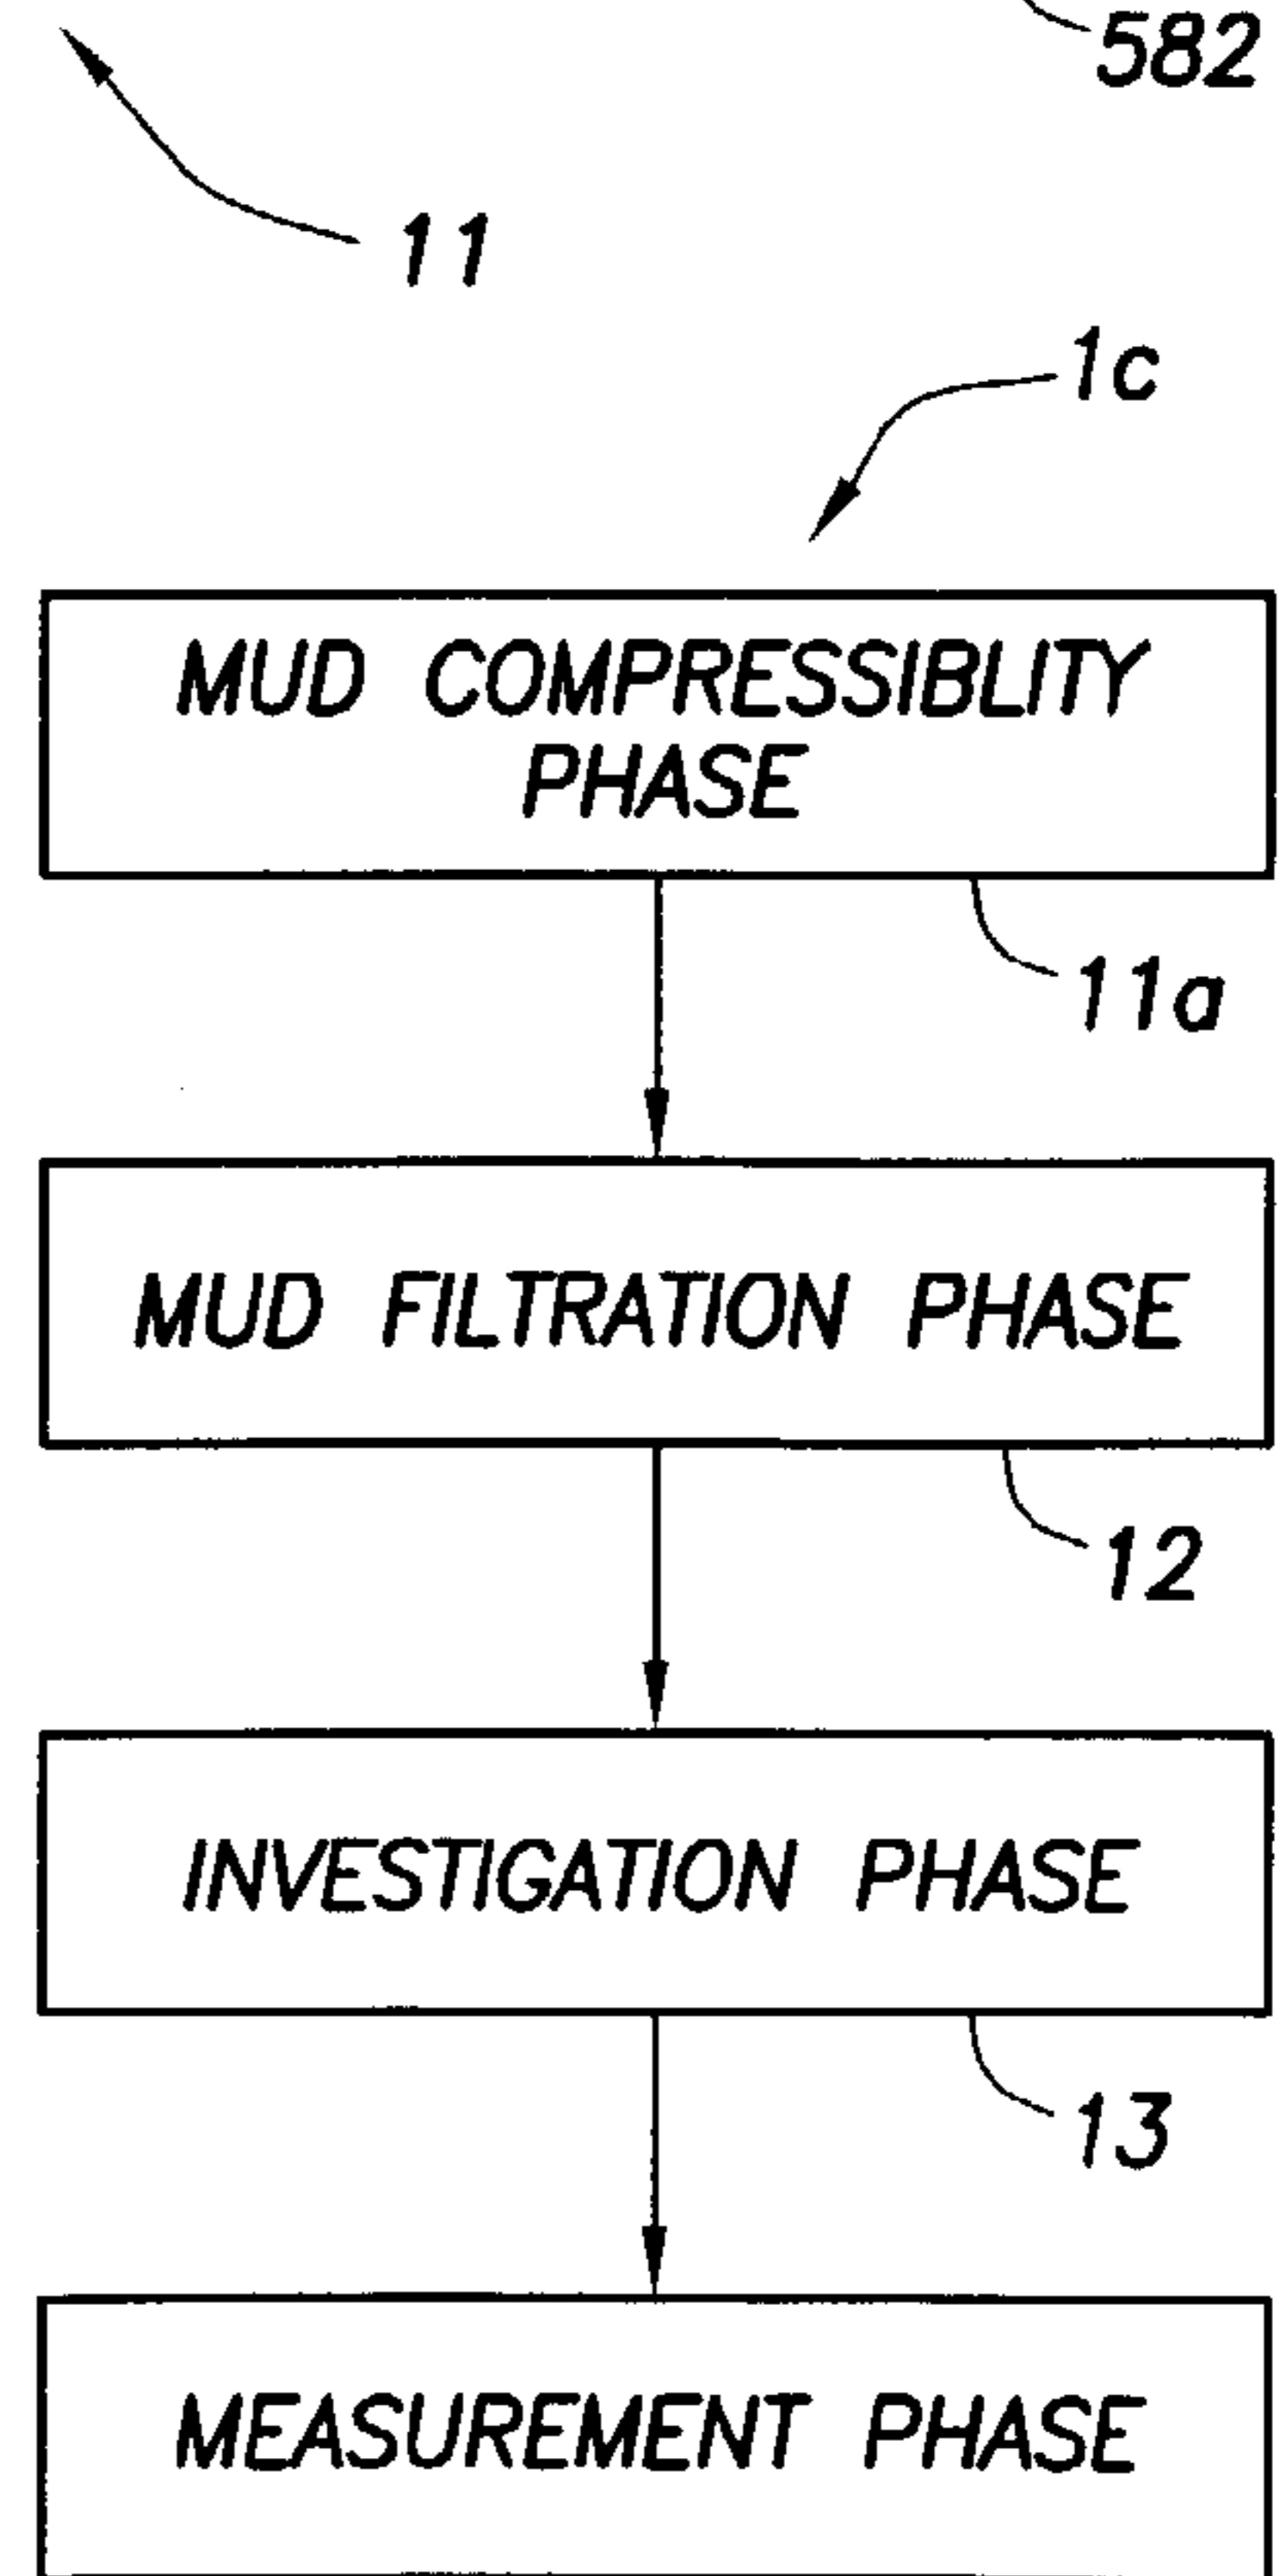 582
11
1c
MUD COMPRESSIBLITY
PHASE
11a
MUD FILTRATION PHASE
12
INVESTIGATION PHASE
13
MEASUREMENT PHASE